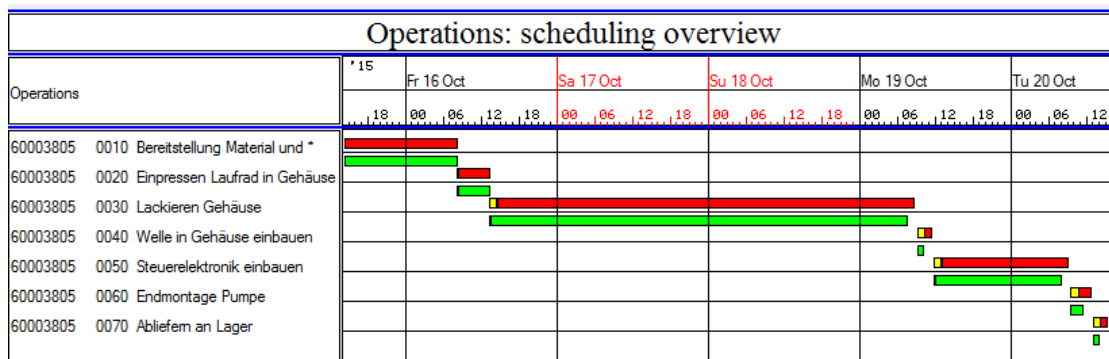 Operations: scheduling overview
'15
Operations
Fr 16 Oct
Sa 17 Oct
Su 18 Oct
Mo 19 Oct
Tu 20 Oct
18 00 06 12 18 00 06 12 18 00 06 12 18 00 06 12 18 00 06 12
60003805 0010 Bereitstellung Material und *
60003805 0020 Einpressen Laufrad in Gehäuse
60003805 0030 Lackieren Gehäuse
60003805 0040 Welle in Gehäuse einbauen
60003805 0050 Steuerelektronik einbauen
60003805 0060 Endmontage Pumpe
60003805 0070 Abliefern an Lager